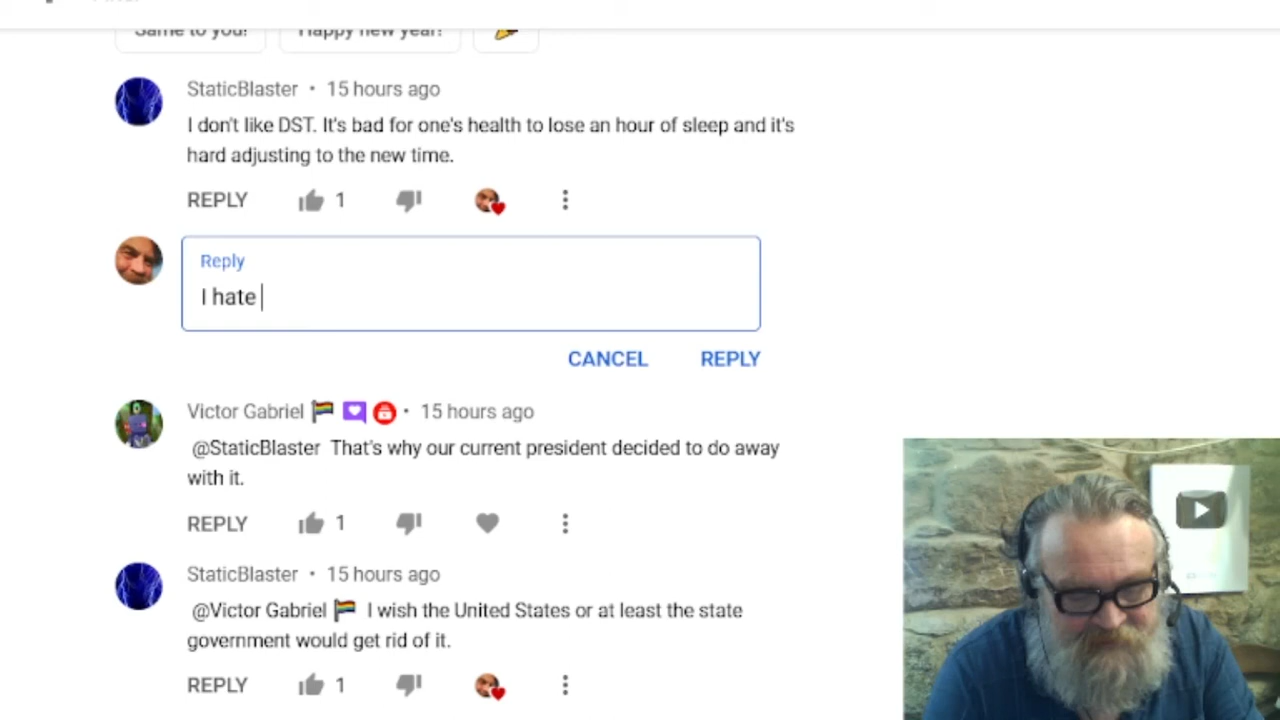 Same to you!
Happy new year!
StaticBlaster • 15 hours ago
I don't like DST. It's bad for one's health to lose an hour of sleep and it's
hard adjusting to the new time.
REPLY 1
Reply
I hate
CANCEL REPLY
Victor Gabriel • 15 hours ago
@StaticBlaster That's why our current president decided to do away
with it.
REPLY 1
StaticBlaster • 15 hours ago
@Victor Gabriel I wish the United States or at least the state
government would get rid of it.
REPLY 1